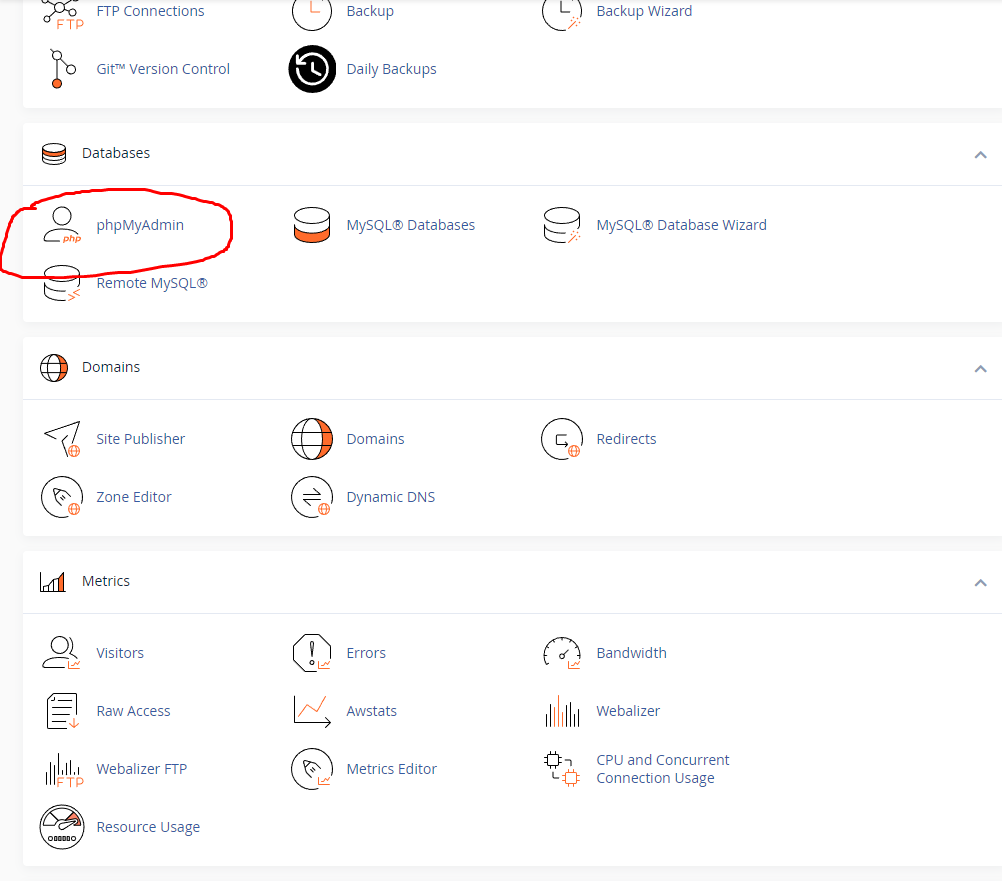 FTP
FTP Connections
Backup
Backup Wizard
Git™ Version Control
Daily Backups
Databases
php
phpMyAdmin
MySQL® Databases
MySQL® Database Wizard
Remote MySQL®
Domains
Site Publisher
Domains
Redirects
Zone Editor
Dynamic DNS
Metrics
Visitors
Errors
Bandwidth
Raw Access
Awstats
Webalizer
FTP
Webalizer FTP
Metrics Editor
CPU and Concurrent
Connection Usage
Resource Usage